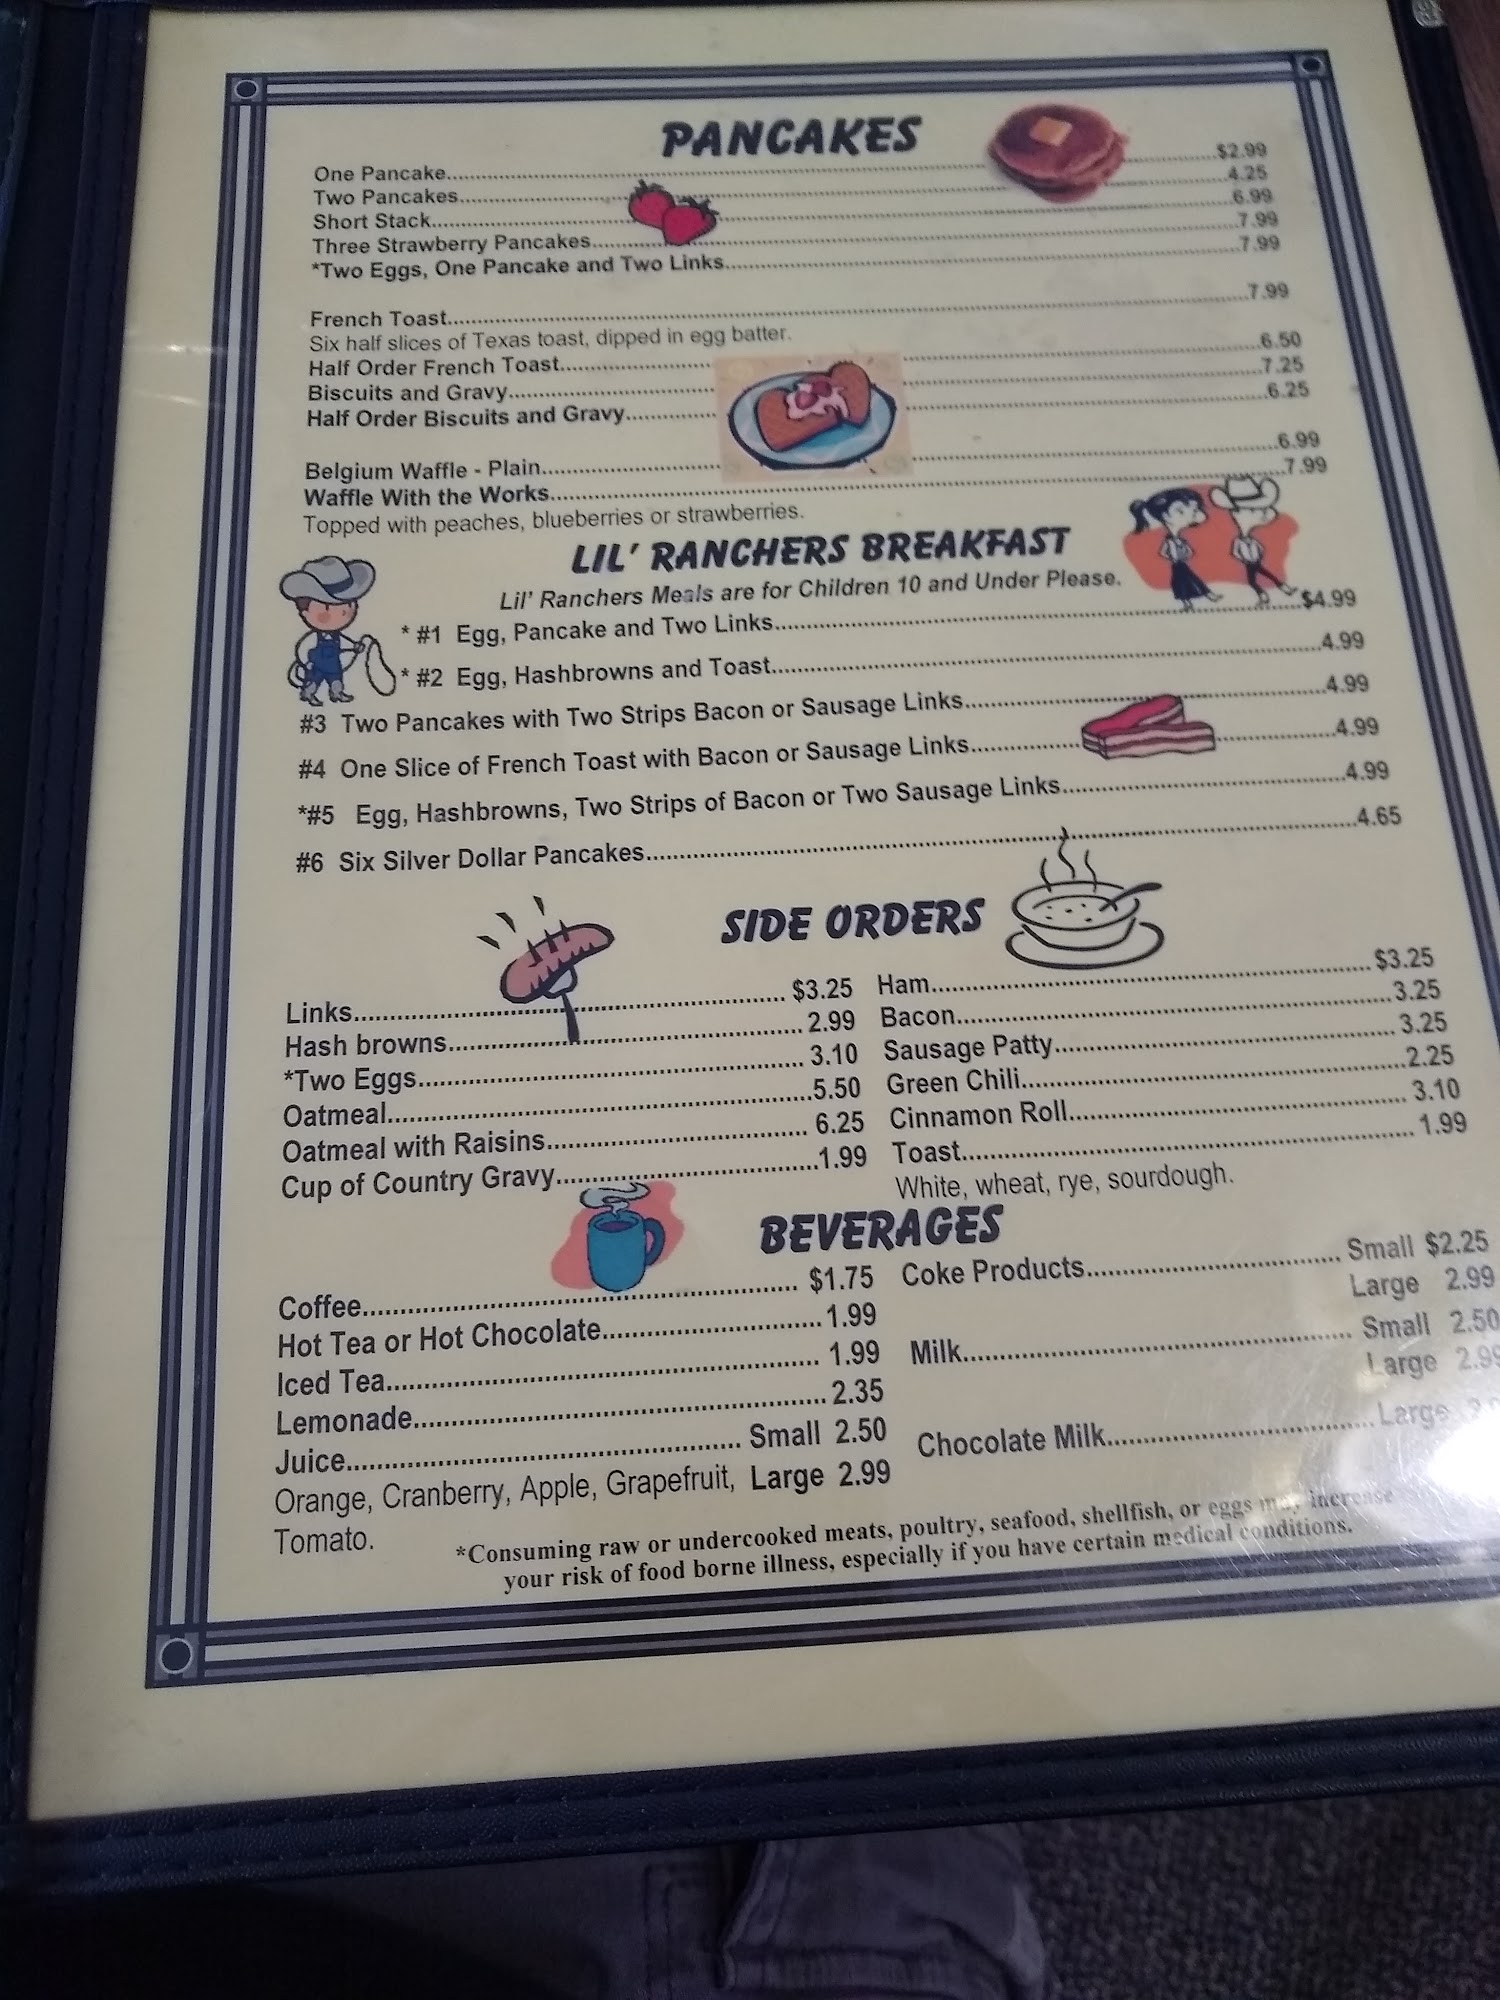 PANCAKES
One Pancake...$2.99
Two Pancakes...4.25
Short Stack...6.99
Three Strawberry Pancakes...7.99
*Two Eggs, One Pancake and Two Links...7.99
French Toast...7.99
Six half slices of Texas toast, dipped in egg batter.
Half Order French Toast...6.50
Biscuits and Gravy...7.25
Half Order Biscuits and Gravy...6.25
Belgium Waffle - Plain...6.99
Waffle With the Works...7.99
Topped with peaches, blueberries or strawberries.
LIL' RANCHERS BREAKFAST
Lil' Ranchers Meals are for Children 10 and Under Please.
* #1 Egg, Pancake and Two Links...$4.99
* #2 Egg, Hashbrowns and Toast...4.99
#3 Two Pancakes with Two Strips Bacon or Sausage Links...4.99
#4 One Slice of French Toast with Bacon or Sausage Links...4.99
*#5 Egg, Hashbrowns, Two Strips of Bacon or Two Sausage Links...4.99
#6 Six Silver Dollar Pancakes...4.65
SIDE ORDERS
Links...$3.25
Hash browns...2.99
*Two Eggs...3.10
Oatmeal...5.50
Oatmeal with Raisins...6.25
Cup of Country Gravy...1.99
Ham...$3.25
Bacon...3.25
Sausage Patty...3.25
Green Chili...2.25
Cinnamon Roll...3.10
Toast...1.99
White, wheat, rye, sourdough.
BEVERAGES
Coffee...$1.75
Hot Tea or Hot Chocolate...1.99
Iced Tea...1.99
Lemonade...2.35
Juice...Small 2.50
Orange, Cranberry, Apple, Grapefruit, Large 2.99
Tomato.
Coke Products...Small $2.25
Large 2.99
Milk...Small 2.50
Large 2.99
Chocolate Milk...Large
*Consuming raw or undercooked meats, poultry, seafood, shellfish, or eggs may increase
your risk of food borne illness, especially if you have certain medical conditions.